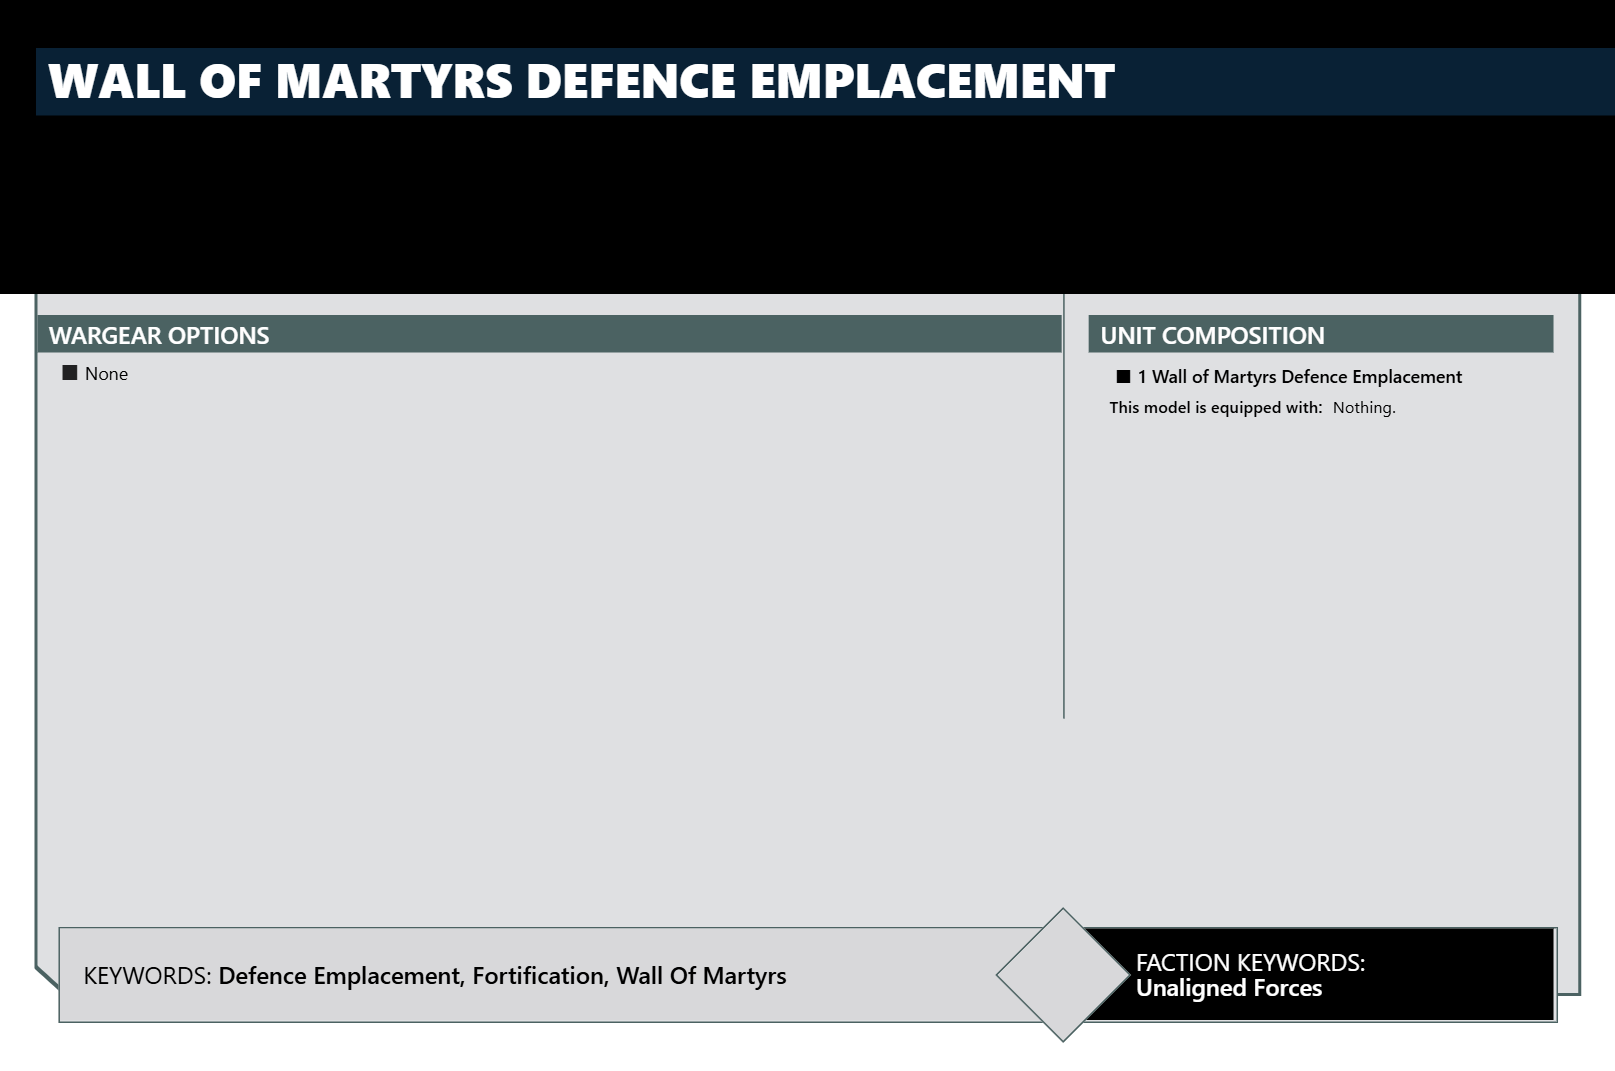 WALL OF MARTYRS DEFENCE EMPLACEMENT
WARGEAR OPTIONS
None
UNIT COMPOSITION
1 Wall of Martyrs Defence Emplacement
This model is equipped with: Nothing.
KEYWORDS: Defence Emplacement, Fortification, Wall Of Martyrs
FACTION KEYWORDS:
Unaligned Forces